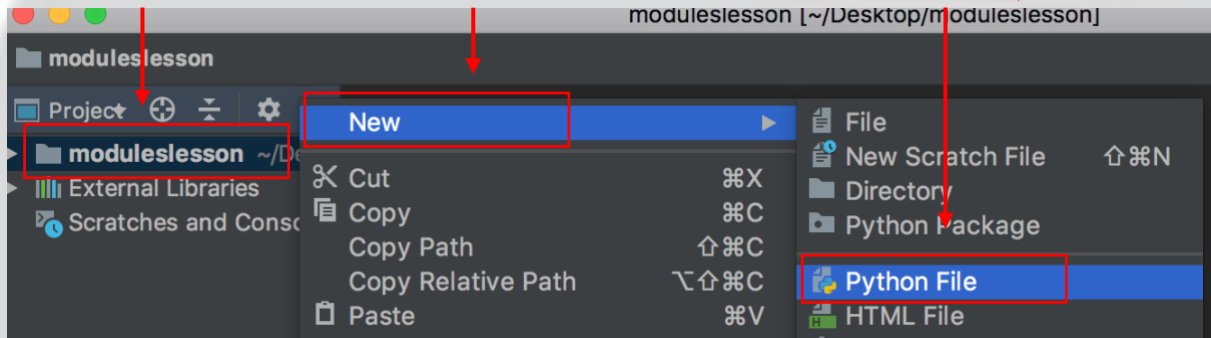 moduleslesson [~/Desktop/moduleslesson]
moduleslesson
Project
moduleslesson ~/De
External Libraries
Scratches and Conso
New
Cut ⌘X
Copy ⌘C
Copy Path ⇧⌘C
Copy Relative Path ⌥⇧⌘C
Paste ⌘V
File
New Scratch File ⇧⌘N
Directory
Python Package
Python File
HTML File